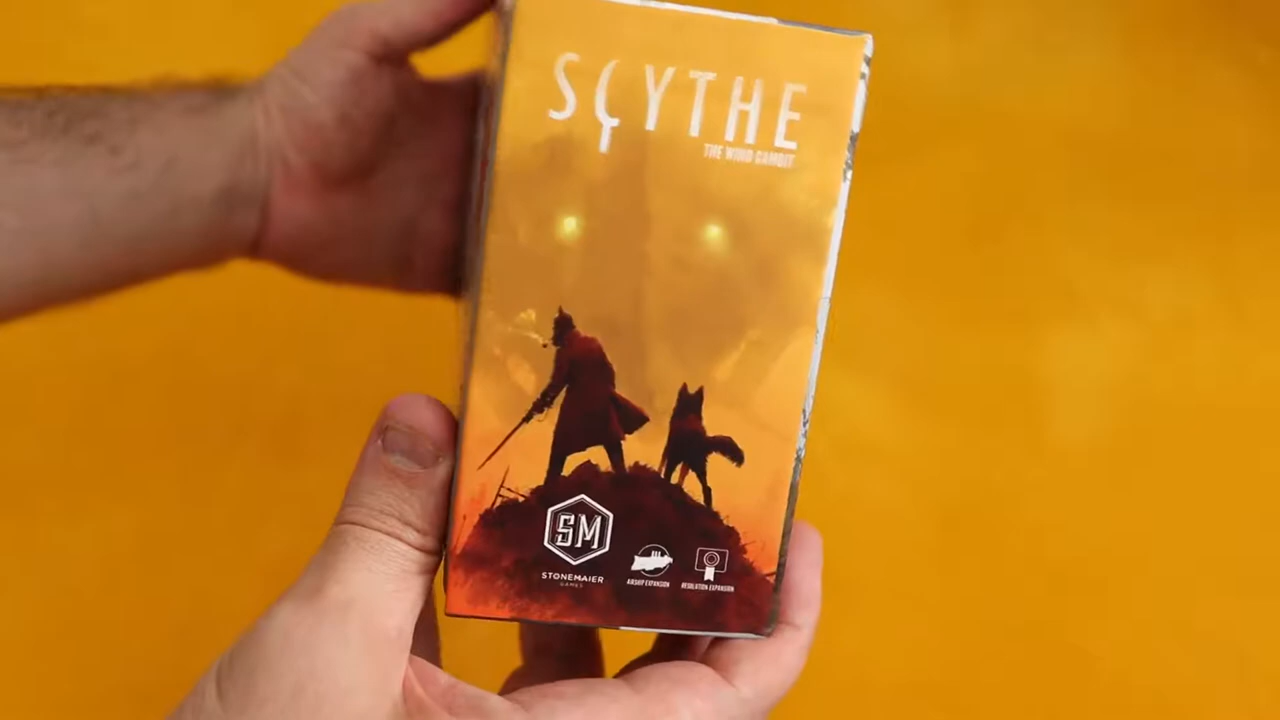 SCYTHE
THE WIND GAMBIT
SM
STONEMAIER
GAMES
AIRSHIP EXPANSION
RESOLUTION EXPANSION